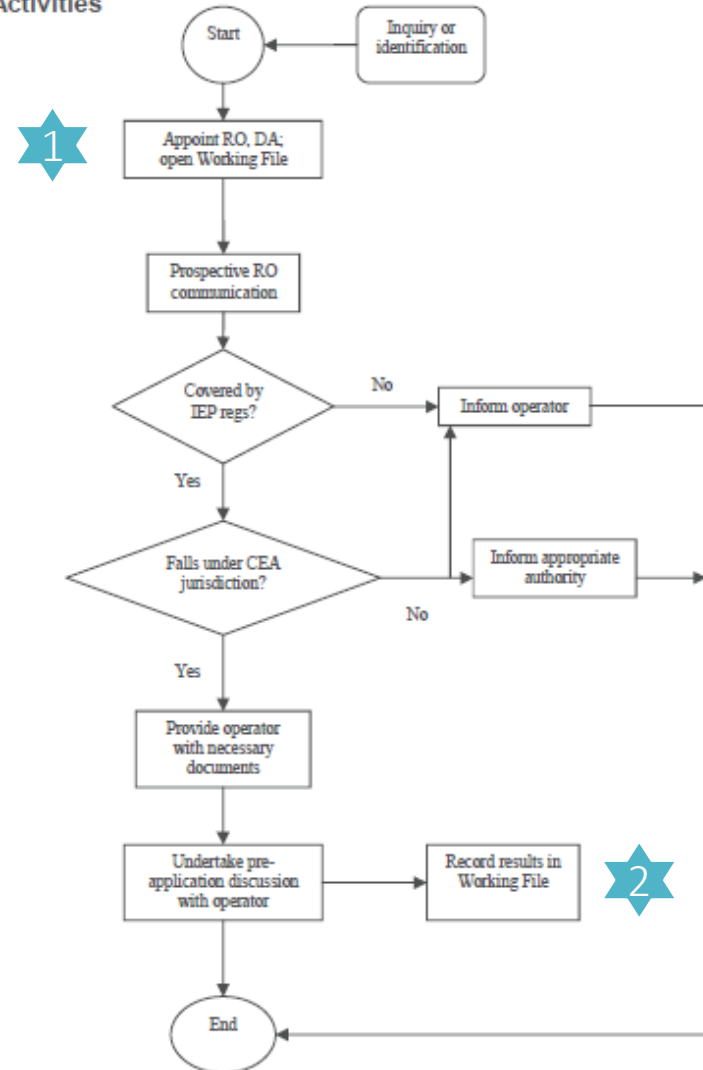 Activities
Start
Inquiry or
identification
1
Appoint RO, DA;
open Working File
Prospective RO
communication
Covered by
IEP regs?
No
Inform operator
Yes
Falls under CEA
jurisdiction?
Inform appropriate
authority
No
Yes
Provide operator
with necessary
documents
Undertake pre-
application discussion
with operator
Record results in
Working File
2
End